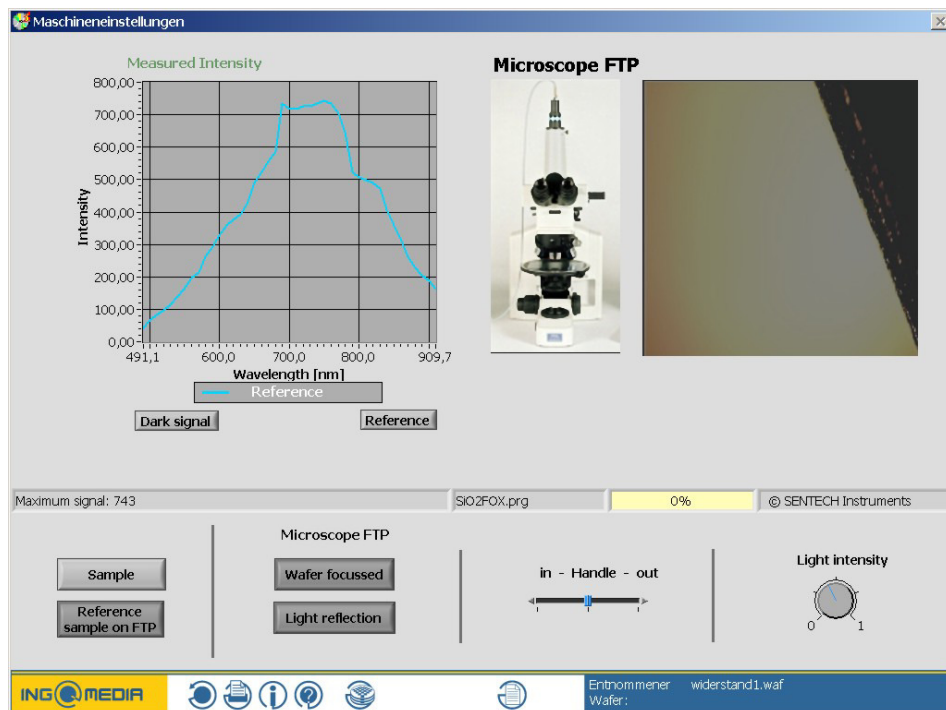 Maschineneinstellungen
Measured Intensity
Microscope FTP
800,00
700,00
600,00
500,00
400,00
300,00
200,00
100,00
0,00
Intensity
491,1 600,0 700,0 800,0 909,7
Wavelength [nm]
Reference
Dark signal
Reference
Maximum signal: 743
SiO2FOX.prg
0%
© SENTECH Instruments
Microscope FTP
Sample
Wafer focussed
in - Handle - out
Light intensity
Reference
sample on FTP
Light reflection
0 1
ING MEDIA
Entnommener widerstand1.waf
Wafer: